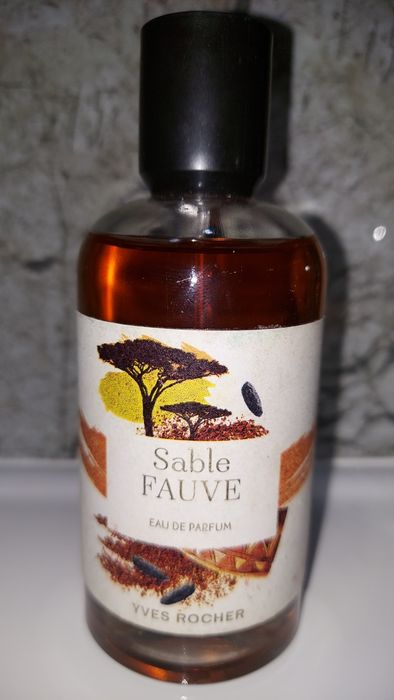 Sable
FAUVE
EAU DE PARFUM
YVES ROCHER